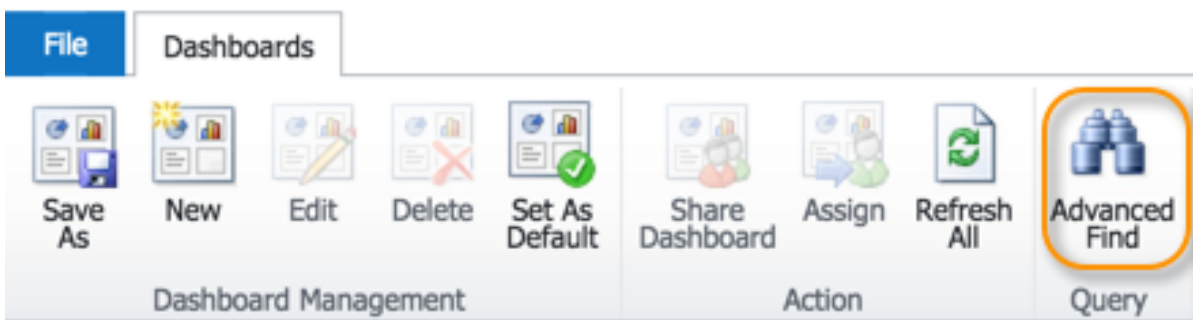 File Dashboards
Save As
New
Edit
Delete
Set As Default
Share Dashboard
Assign
Refresh All
Advanced Find
Dashboard Management
Action
Query